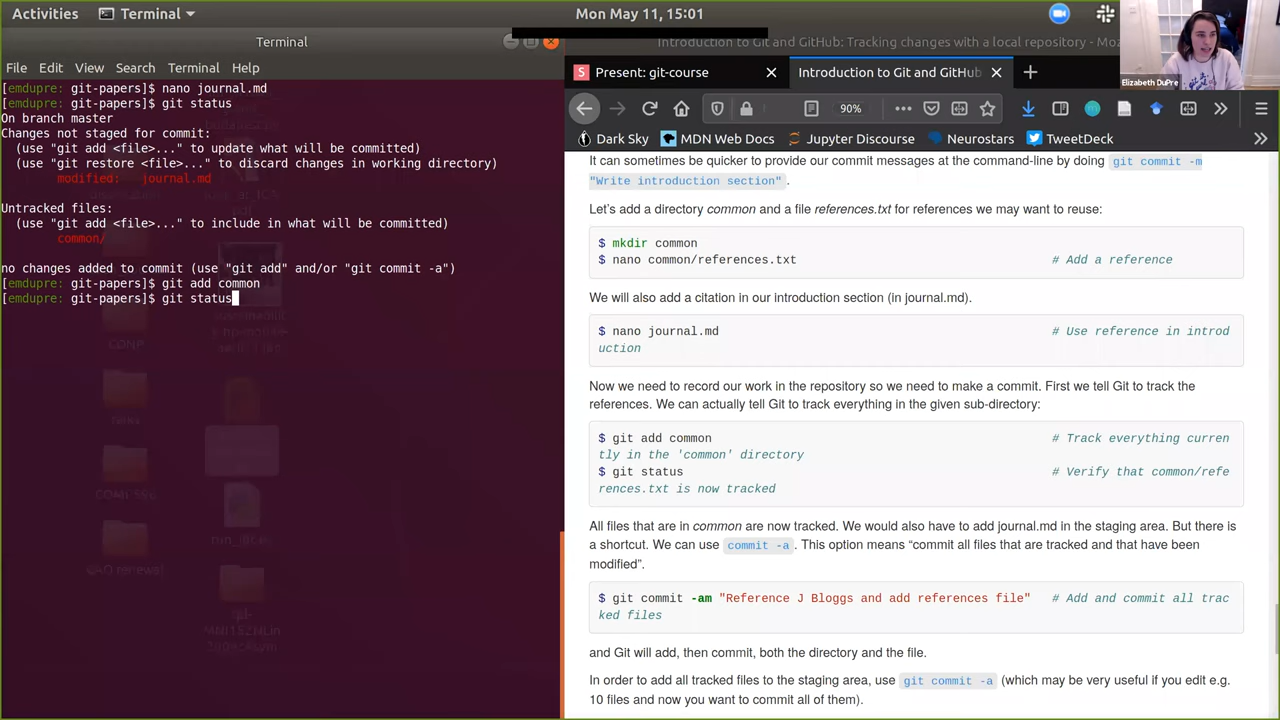 Activities
Terminal
Mon May 11, 15:01
Terminal
Introduction to Git and GitHub: Tracking changes with a local repository - Moz
Elizabeth DuPre
File Edit View Search Terminal Help
[emdupre: git-papers]$ nano journal.md
[emdupre: git-papers]$ git status
On branch master
Changes not staged for commit:
(use "git add <file>..." to update what will be committed)
(use "git restore <file>..." to discard changes in working directory)
modified: journal.md
Untracked files:
(use "git add <file>..." to include in what will be committed)
common/
no changes added to commit (use "git add" and/or "git commit -a")
[emdupre: git-papers]$ git add common
[emdupre: git-papers]$ git status
CONP
talks
run_
MNI152NLin
S Present: git-course
Introduction to Git and GitHub
90%
Dark Sky
MDN Web Docs
Jupyter Discourse
Neurostars
TweetDeck
It can sometimes be quicker to provide our commit messages at the command-line by doing git commit -m
"Write introduction section".
Let's add a directory common and a file references.txt for references we may want to reuse:
$ mkdir common
$ nano common/references.txt # Add a reference
We will also add a citation in our introduction section (in journal.md).
$ nano journal.md # Use reference in introd
uction
Now we need to record our work in the repository so we need to make a commit. First we tell Git to track the
references. We can actually tell Git to track everything in the given sub-directory:
$ git add common # Track everything curren
tly in the 'common' directory
$ git status # Verify that common/refe
rences.txt is now tracked
All files that are in common are now tracked. We would also have to add journal.md in the staging area. But there is
a shortcut. We can use commit -a. This option means “commit all files that are tracked and that have been
modified”.
$ git commit -am "Reference J Bloggs and add references file" # Add and commit all trac
ked files
and Git will add, then commit, both the directory and the file.
In order to add all tracked files to the staging area, use git commit -a (which may be very useful if you edit e.g.
10 files and now you want to commit all of them).